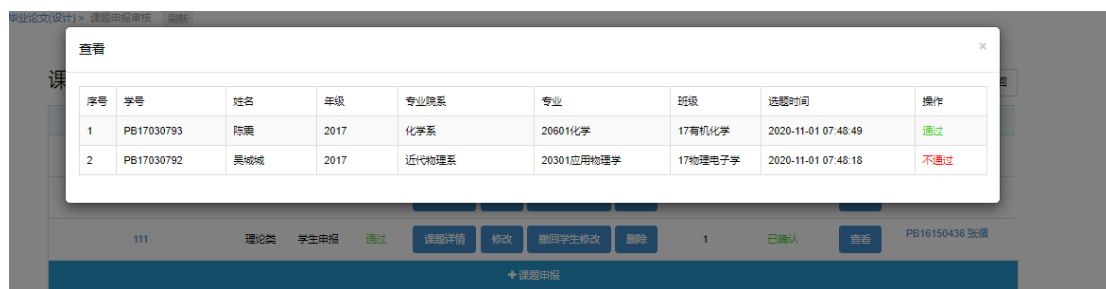 毕业论文(设计) > 课题申报审核 刷新
查看 ×
课
序号 学号 姓名 年级 专业院系 专业 班级 选题时间 操作
1 PB17030793 陈震 2017 化学系 20601化学 17有机化学 2020-11-01 07:48:49 通过
2 PB17030792 吴城城 2017 近代物理系 20301应用物理学 17物理电子学 2020-11-01 07:48:18 不通过
111 理论类 学生申报 通过 课题详情 修改 撤回学生修改 删除 1 已确认 查看 PB16150436 张倩
+课题申报